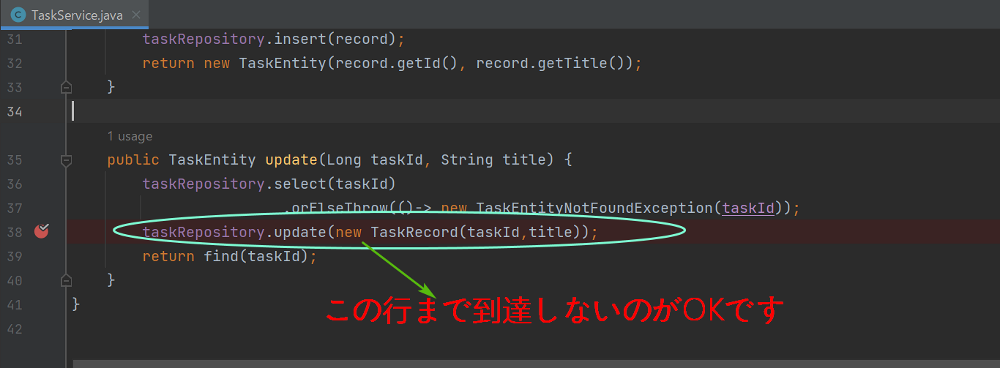 TaskService.java
31 taskRepository.insert(record);
32 return new TaskEntity(record.getId(), record.getTitle());
33 }
34
1 usage
35 public TaskEntity update(Long taskId, String title) {
36 taskRepository.select(taskId)
37 .orElseThrow(()-> new TaskEntityNotFoundException(taskId));
38 taskRepository.update(new TaskRecord(taskId,title));
39 return find(taskId);
40 }
この行まで到達しないのがOKです
41 }
42